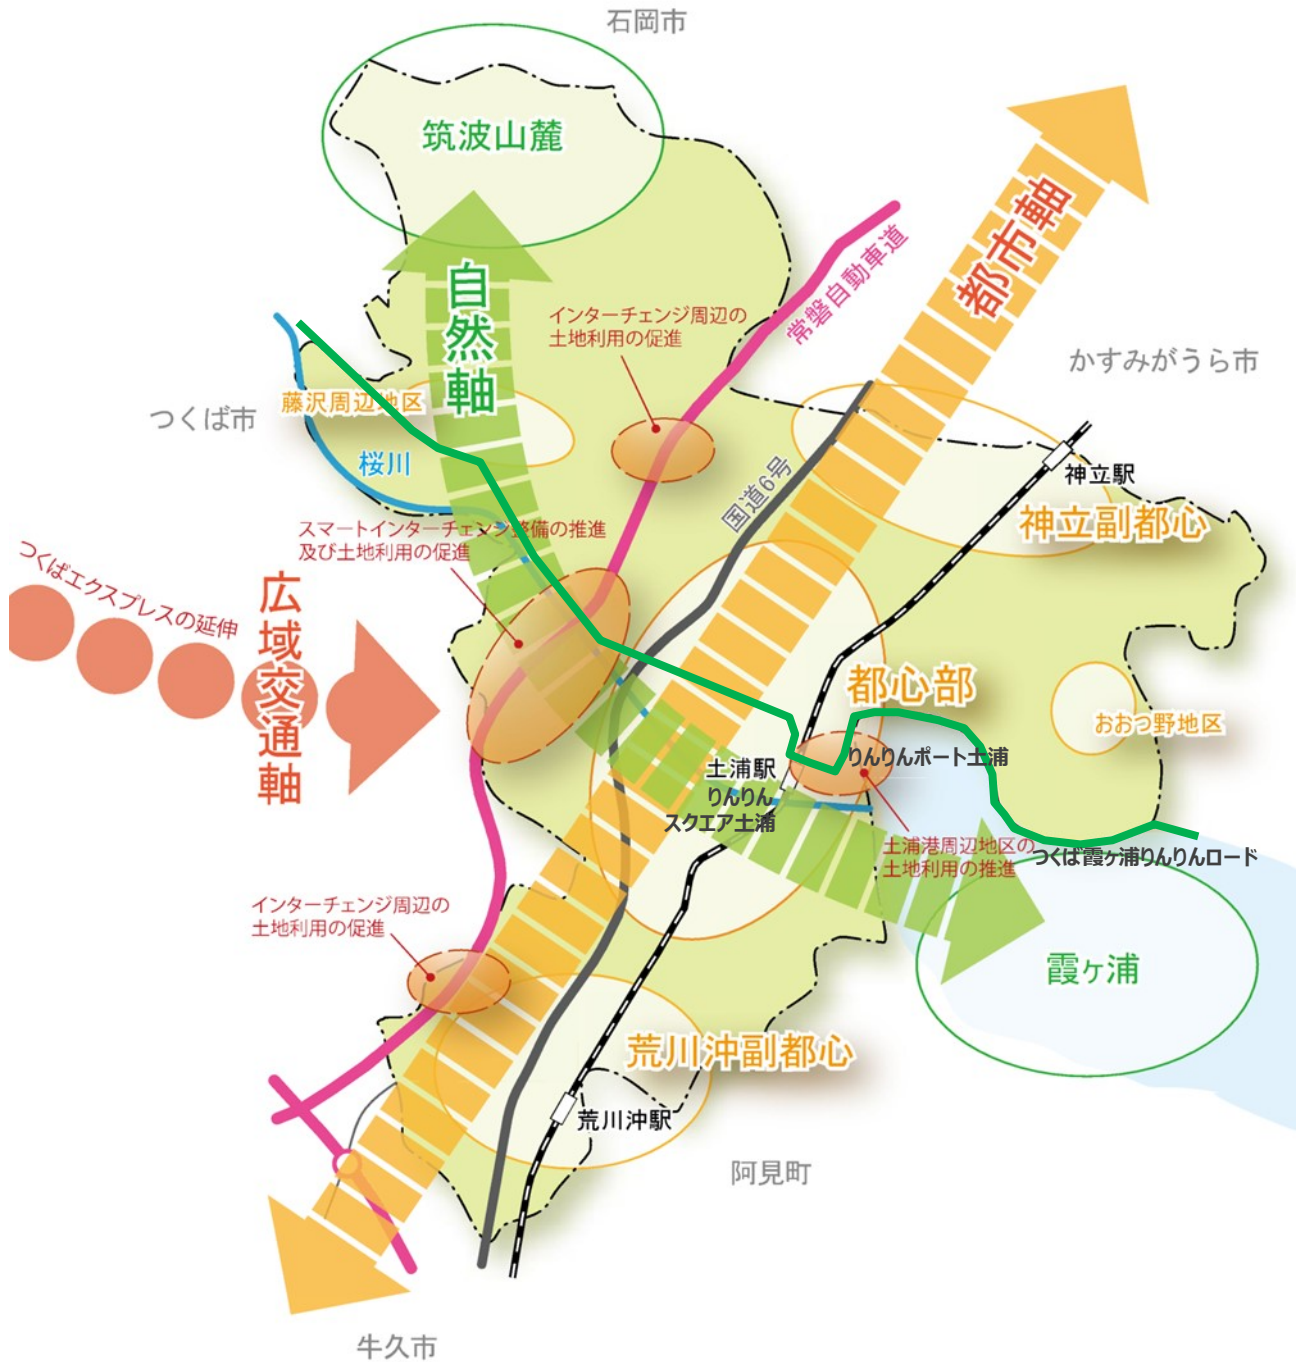 石岡市
筑波山麓
都市軸
常磐自動車道
自然軸
インターチェンジ周辺の
土地利用の促進
かすみがうら市
つくば市
藤沢周辺地区
桜川
国道6号
神立駅
神立副都心
スマートインターチェンジ整備の推進
及び土地利用の促進
つくばエクスプレスの延伸
広域交通軸
都心部
おおつ野地区
土浦駅
りんりん
スクエア土浦
りんりんポート土浦
土浦港周辺地区の
土地利用の推進
つくば霞ヶ浦りんりんロード
インターチェンジ周辺の
土地利用の促進
霞ヶ浦
荒川沖副都心
荒川沖駅
阿見町
牛久市